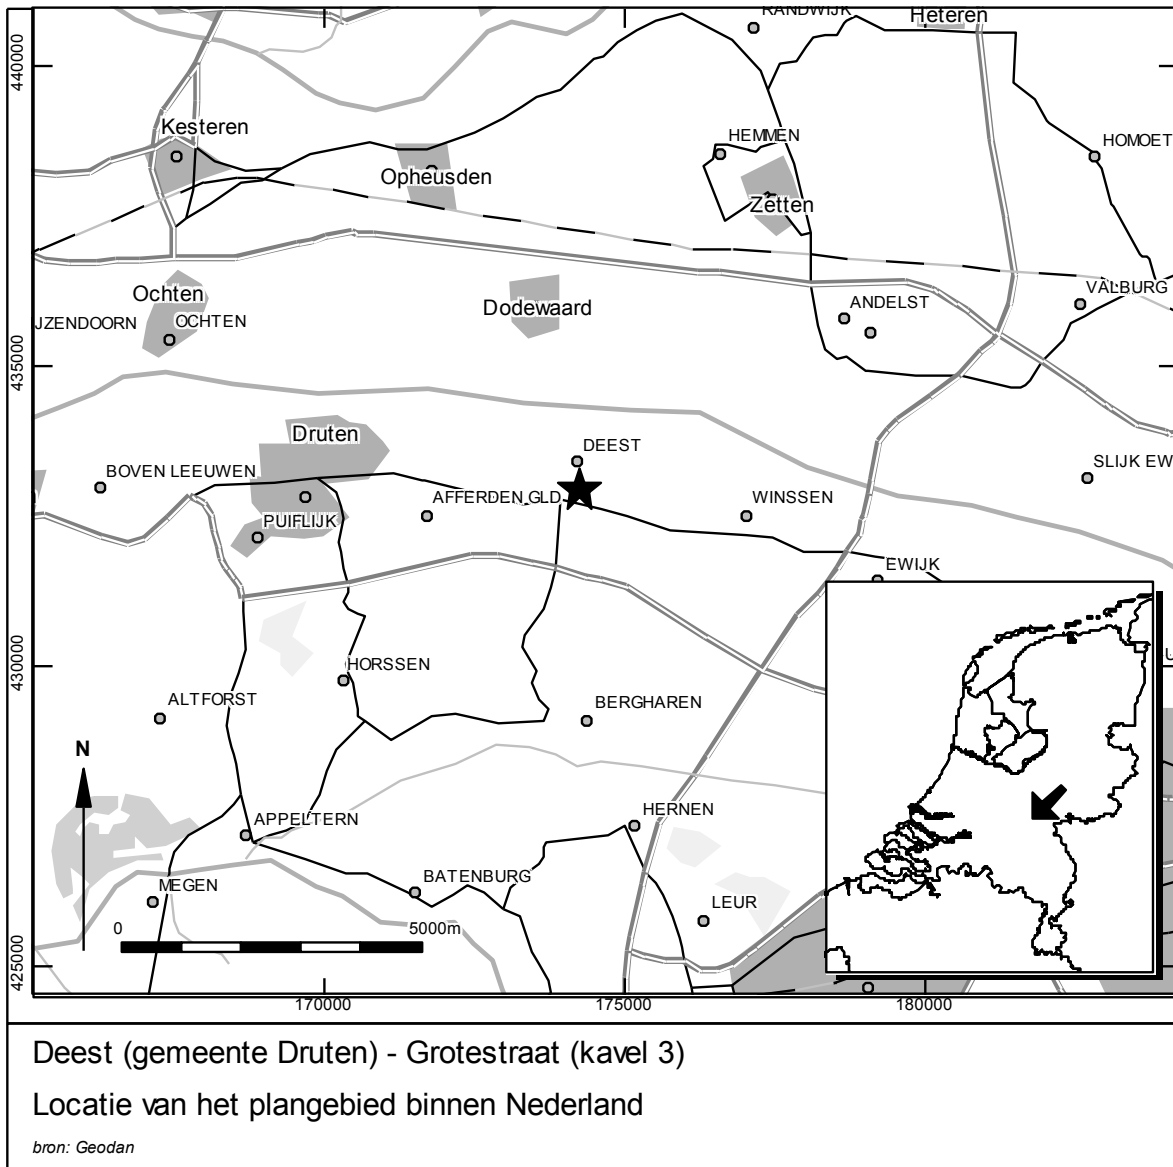 RANDWIJK
Heteren
440000
Kesteren
HEMMEN
HOMOET
Opheusden
Zetten
Ochten
Dodewaard
VALBURG
IJZENDOORN
OCHTEN
ANDELST
435000
Druten
DEEST
BOVEN LEEUWEN
SLIJK EW
AFFERDEN GLD
WINSSEN
PUIFLIJK
EWIJK
430000
HORSSEN
ALTFORST
BERGHAREN
N
APPELTERN
HERNEN
MEGEN
BATENBURG
LEUR
0
5000m
425000
170000
175000
180000
Deest (gemeente Druten) - Grotestraat (kavel 3)
Locatie van het plangebied binnen Nederland
bron: Geodan